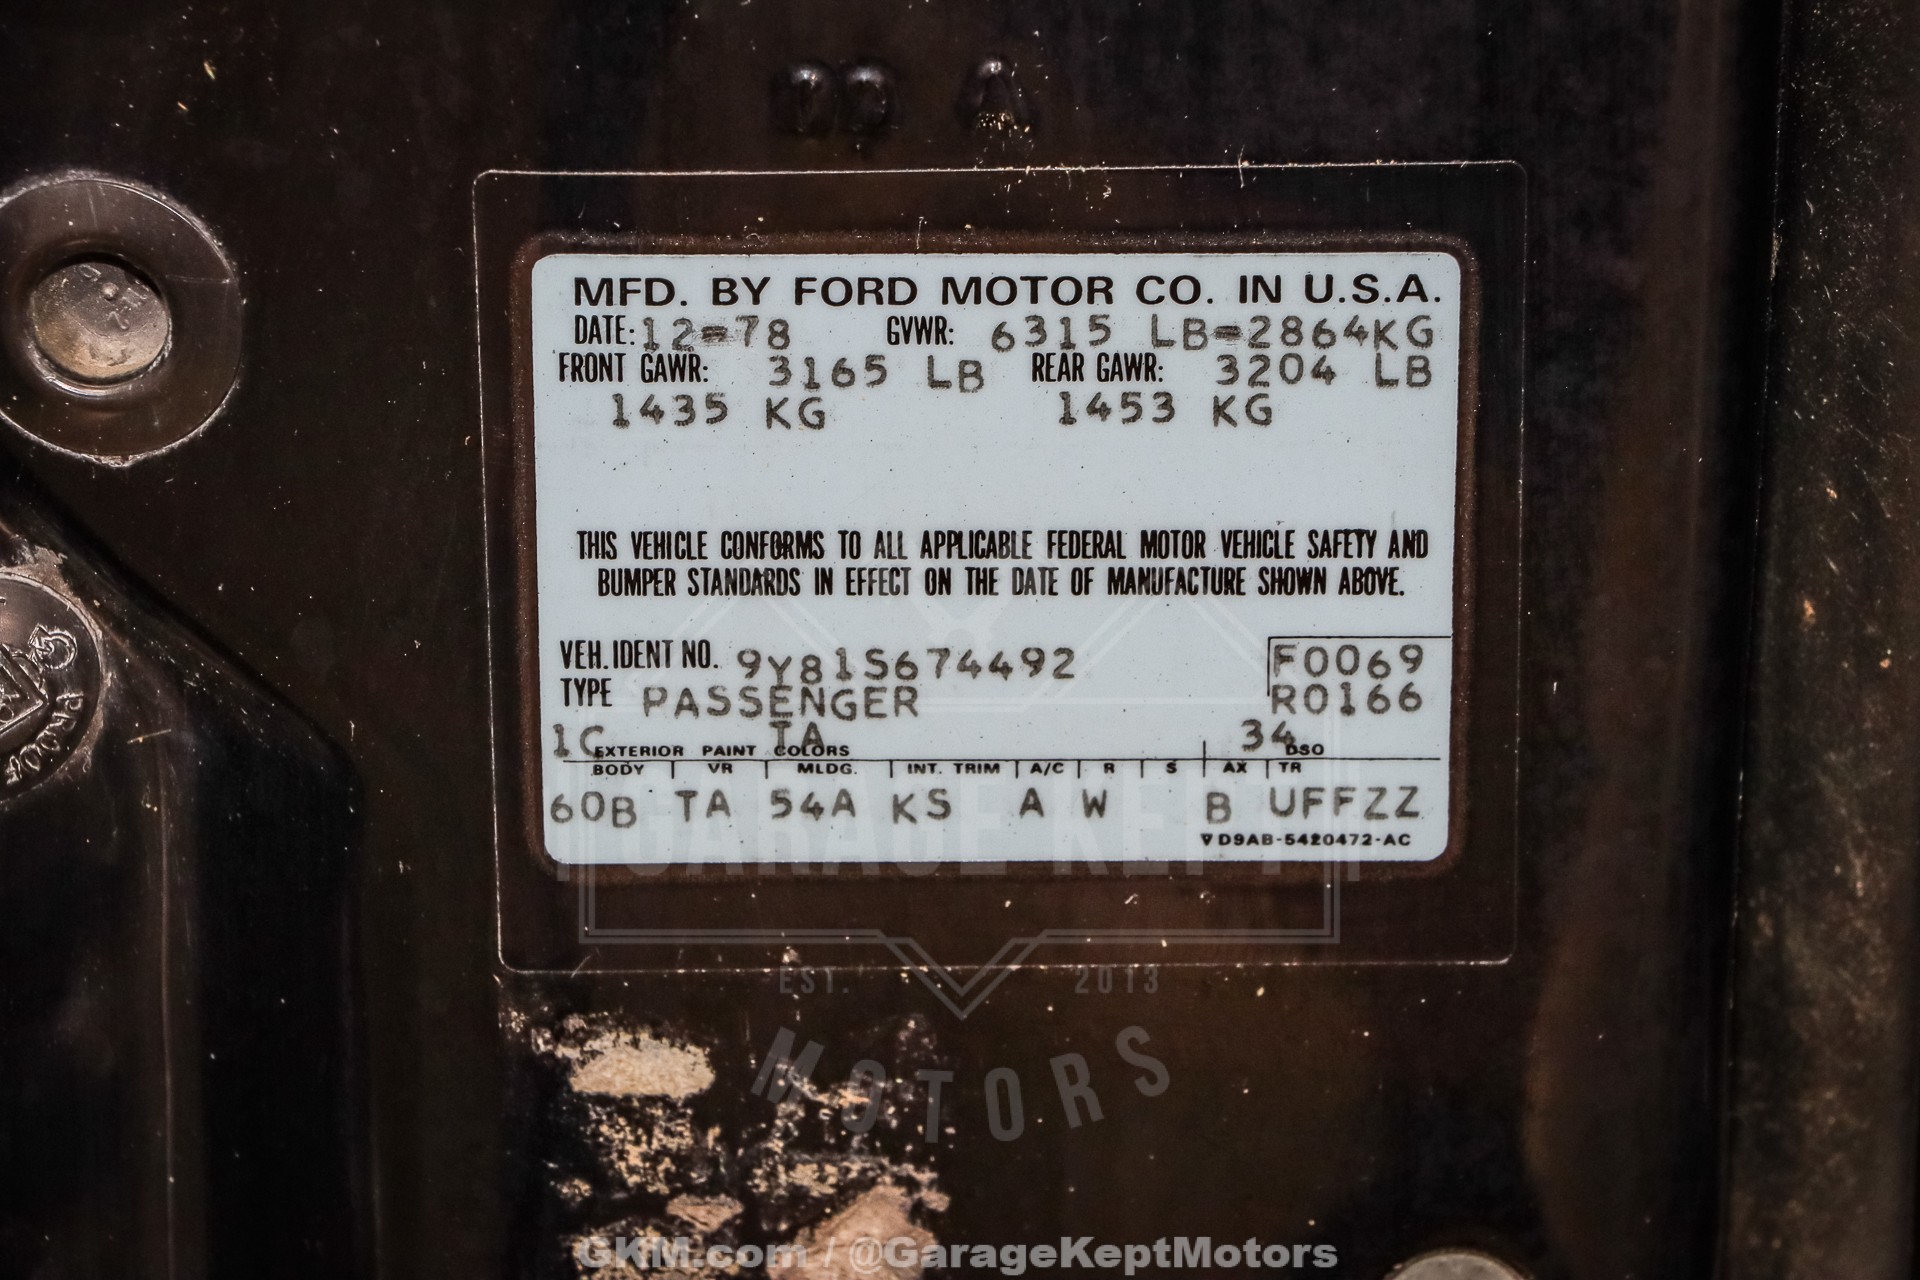 A
MFD. BY FORD MOTOR CO. IN U.S.A.
DATE: 12-78 GVWR: 6315 LB=2864KG
FRONT GAWR: 3165 LB REAR GAWR: 3204 LB
1435 KG 1453 KG
THIS VEHICLE CONFORMS TO ALL APPLICABLE FEDERAL MOTOR VEHICLE SAFETY AND
BUMPER STANDARDS IN EFFECT ON THE DATE OF MANUFACTURE SHOWN ABOVE.
VEH. IDENT NO. 9Y81S674492 F0069
TYPE PASSENGER R0166
1C TA 34
EXTERIOR PAINT COLORS DSO
BODY VR MLDG. INT. TRIM A/C R S AX TR
60B TA 54A KS A W B UFFZZ
D9AB-5420472-AC
GARAGE KEPT
EST. 2013
MOTORS
GKM.com / @GarageKeptMotors